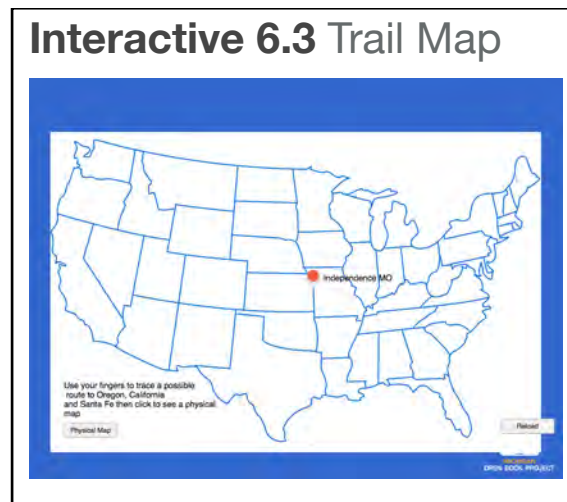 Interactive 6.3 Trail Map
Independence MO
Use your fingers to trace a possible
route to Oregon, California
and Santa Fe then click to see a physical
map
Physical Map
Reload
MICHIGAN
OPEN BOOK PROJECT